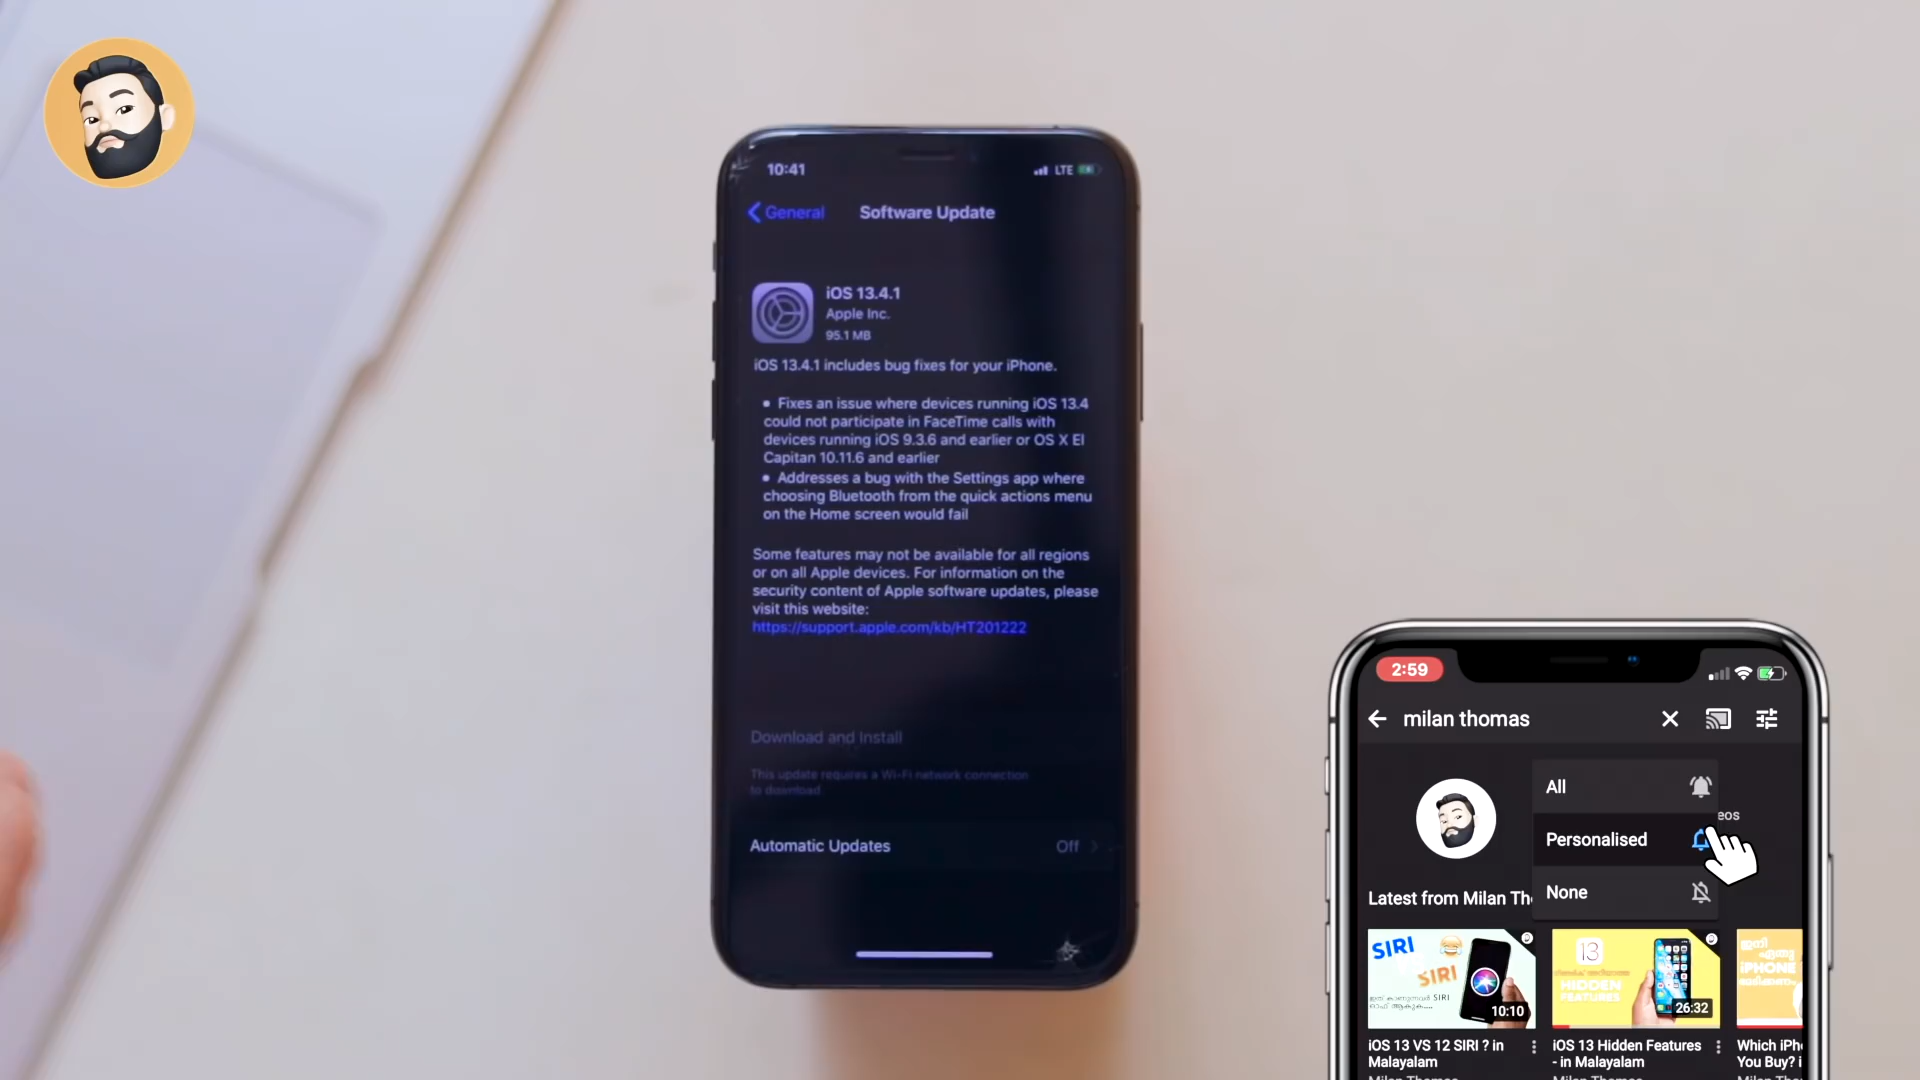 10:41
LTE
General
Software Update
iOS 13.4.1
Apple Inc.
95.1 MB
iOS 13.4.1 includes bug fixes for your iPhone.
• Fixes an issue where devices running iOS 13.4
could not participate in FaceTime calls with
devices running iOS 9.3.6 and earlier or OS X El
Capitan 10.11.6 and earlier
• Addresses a bug with the Settings app where
choosing Bluetooth from the quick actions menu
on the Home screen would fail
Some features may not be available for all regions
or on all Apple devices. For information on the
security content of Apple software updates, please
visit this website:
https://support.apple.com/kb/HT201222
Download and Install
This update requires a Wi-Fi network connection
to download
Automatic Updates
Off
2:59
milan thomas
All
eos
Personalised
None
Latest from Milan Th
SIRI
SIRI
SIRI
10:10
13
HIDDEN
FEATURES
26:32
iPHONE
iOS 13 VS 12 SIRI ? in
Malayalam
iOS 13 Hidden Features
- in Malayalam
Which iPh
You Buy? i